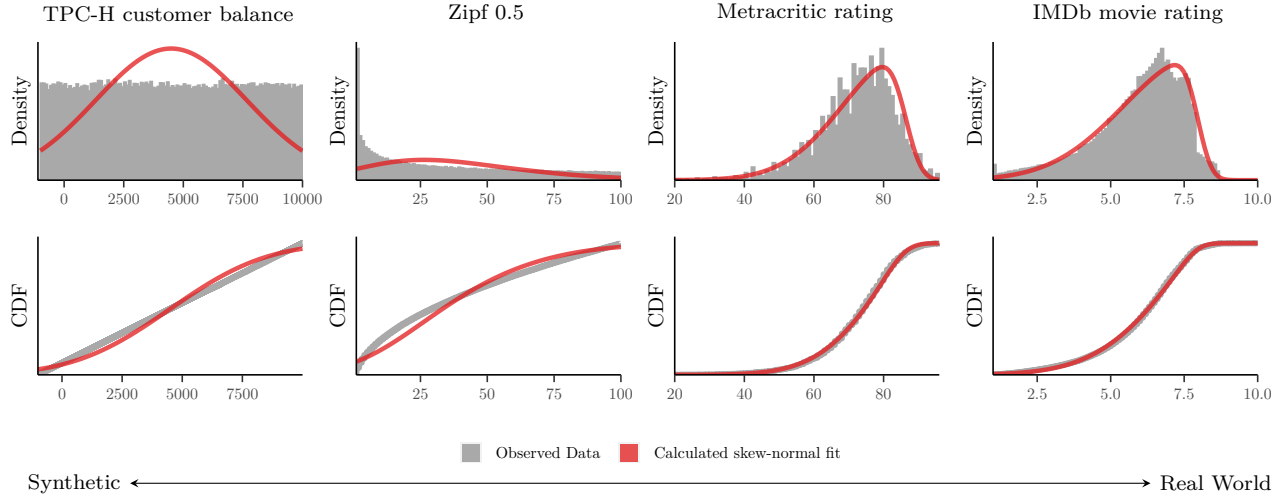 TPC-H customer balance
Zipf 0.5
Metracritic rating
IMDb movie rating
Density
Density
Density
Density
0 2500 5000 7500 10000
25 50 75 100
20 40 60 80
2.5 5.0 7.5 10.0
CDF
CDF
CDF
CDF
0 2500 5000 7500
25 50 75 100
20 40 60 80
2.5 5.0 7.5 10.0
Observed Data
Calculated skew-normal fit
Synthetic
Real World